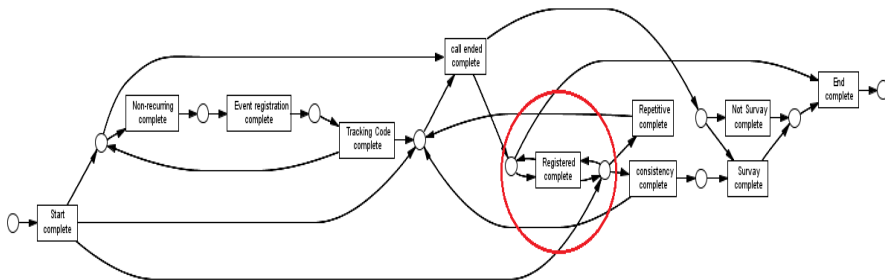 call ended
complete
End
complete
Non-recurring
complete
Event registration
complete
Repetitive
complete
Not Survay
complete
Tracking Code
complete
Registered
complete
consistency
complete
Survay
complete
Start
complete